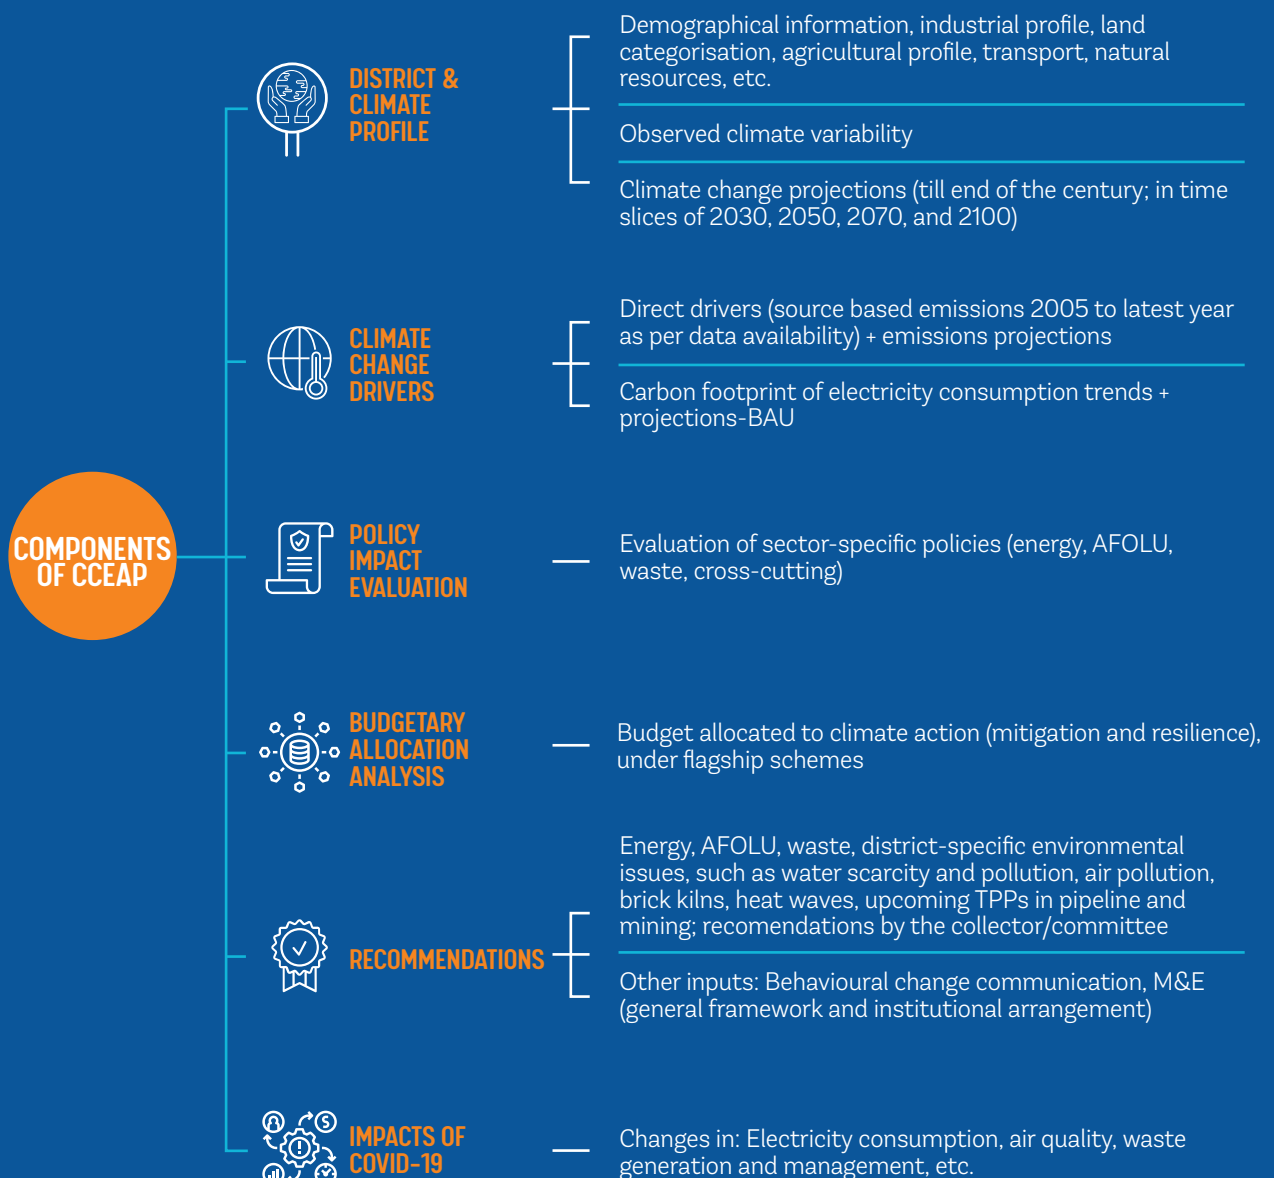 COMPONENTS
OF CCEAP
DISTRICT &
CLIMATE
PROFILE
Demographical information, industrial profile, land
categorisation, agricultural profile, transport, natural
resources, etc.
Observed climate variability
Climate change projections (till end of the century; in time
slices of 2030, 2050, 2070, and 2100)
CLIMATE
CHANGE
DRIVERS
Direct drivers (source based emissions 2005 to latest year
as per data availability) + emissions projections
Carbon footprint of electricity consumption trends +
projections-BAU
POLICY
IMPACT
EVALUATION
Evaluation of sector-specific policies (energy, AFOLU,
waste, cross-cutting)
BUDGETARY
ALLOCATION
ANALYSIS
Budget allocated to climate action (mitigation and resilience),
under flagship schemes
RECOMMENDATIONS
Energy, AFOLU, waste, district-specific environmental
issues, such as water scarcity and pollution, air pollution,
brick kilns, heat waves, upcoming TPPs in pipeline and
mining; recomendations by the collector/committee
Other inputs: Behavioural change communication, M&E
(general framework and institutional arrangement)
IMPACTS OF
COVID-19
Changes in: Electricity consumption, air quality, waste
generation and management, etc.